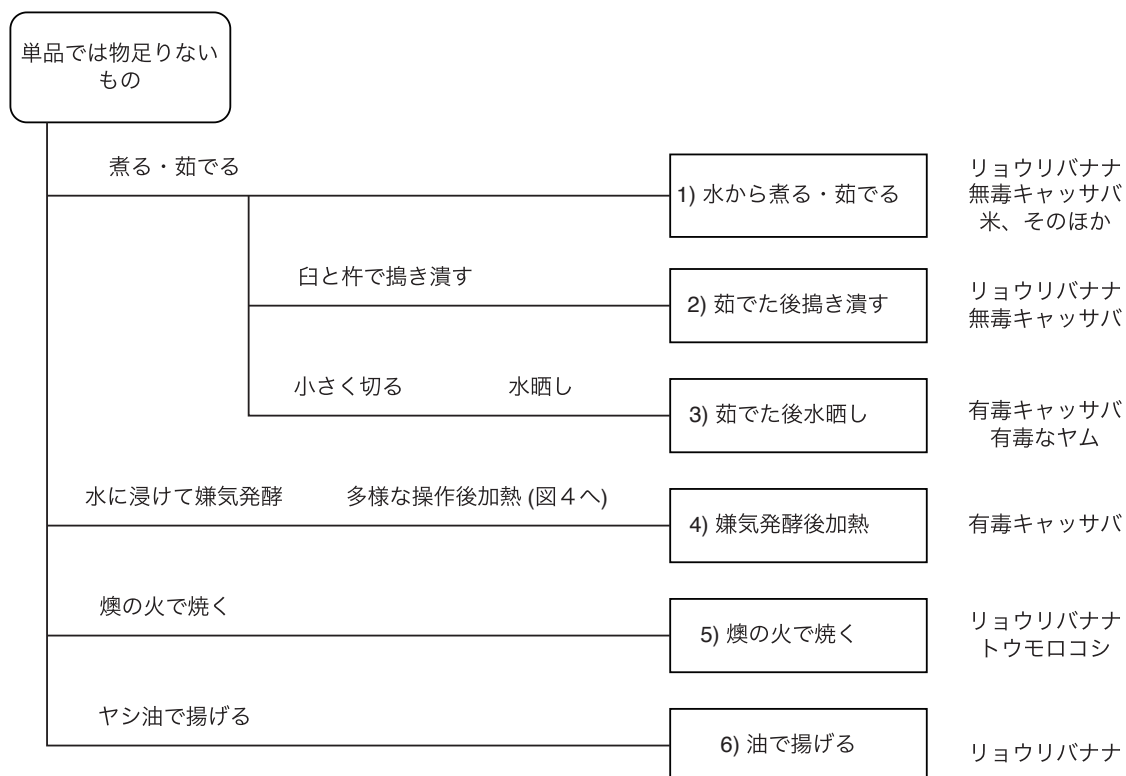 単品では物足りない
もの
煮る・茹でる
1) 水から煮る・茹でる
リョウリバナナ
無毒キャッサバ
米、そのほか
臼と杵で搗き潰す
2) 茹でた後搗き潰す
リョウリバナナ
無毒キャッサバ
小さく切る
水晒し
3) 茹でた後水晒し
有毒キャッサバ
有毒なヤム
水に浸けて嫌気発酵
多様な操作後加熱 (図４へ)
4) 嫌気発酵後加熱
有毒キャッサバ
燠の火で焼く
5) 燠の火で焼く
リョウリバナナ
トウモロコシ
ヤシ油で揚げる
6) 油で揚げる
リョウリバナナ